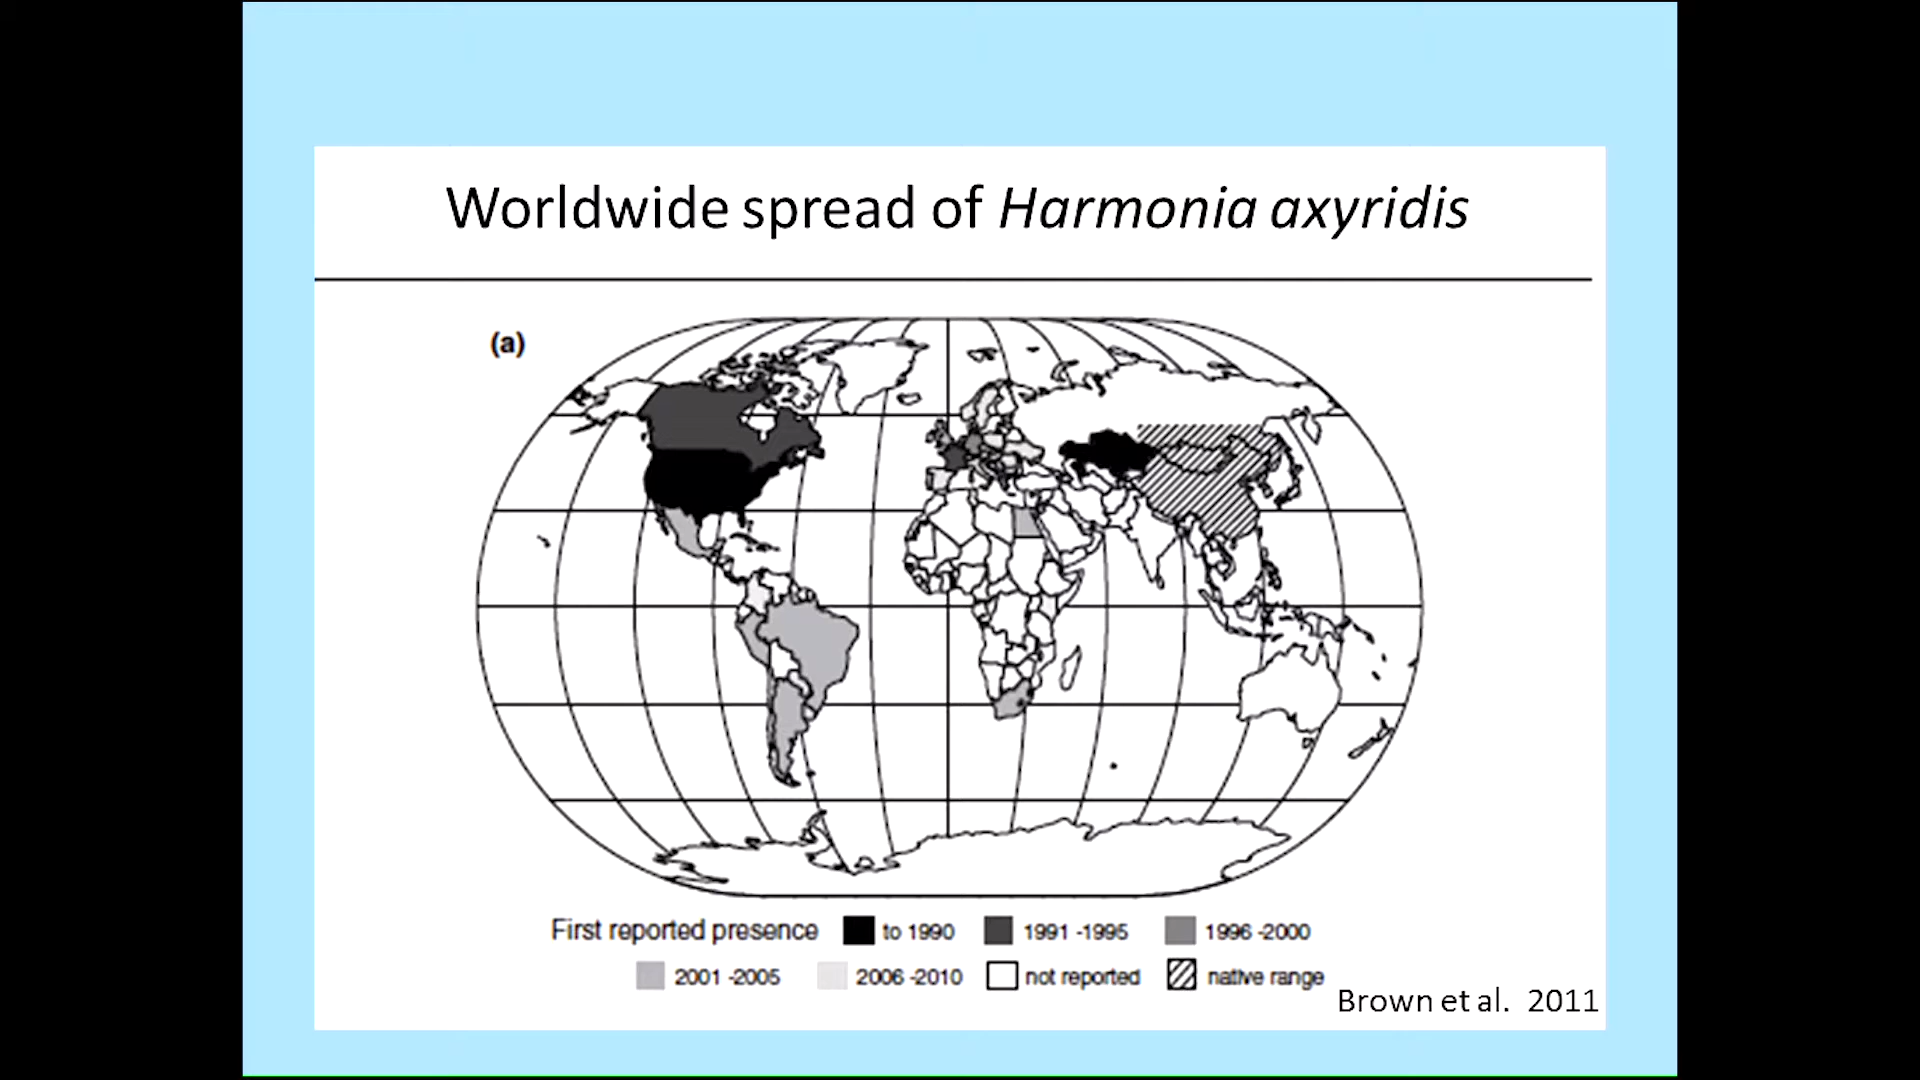 Worldwide spread of Harmonia axyridis
(a)
First reported presence to 1990 1991 -1995 1996 -2000
2001 -2005 2006 -2010 not reported native range
Brown et al. 2011